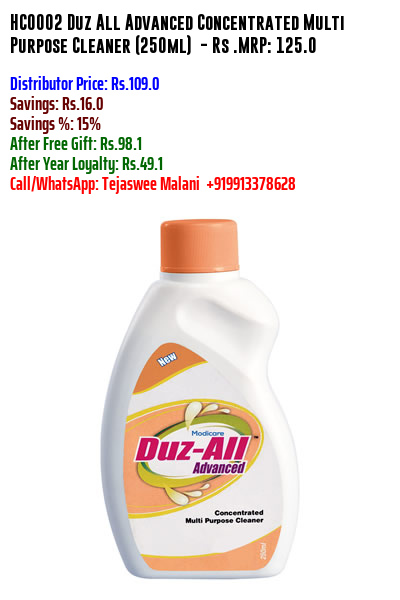 HC0002 Duz All Advanced Concentrated Multi
Purpose Cleaner (250ml) - Rs .MRP: 125.0
Distributor Price: Rs.109.0
Savings: Rs.16.0
Savings %: 15%
After Free Gift: Rs.98.1
After Year Loyalty: Rs.49.1
Call/WhatsApp: Tejaswee Malani +919913378628
New
Modicare
Duz-All
Advanced
Concentrated
Multi Purpose Cleaner
250ml